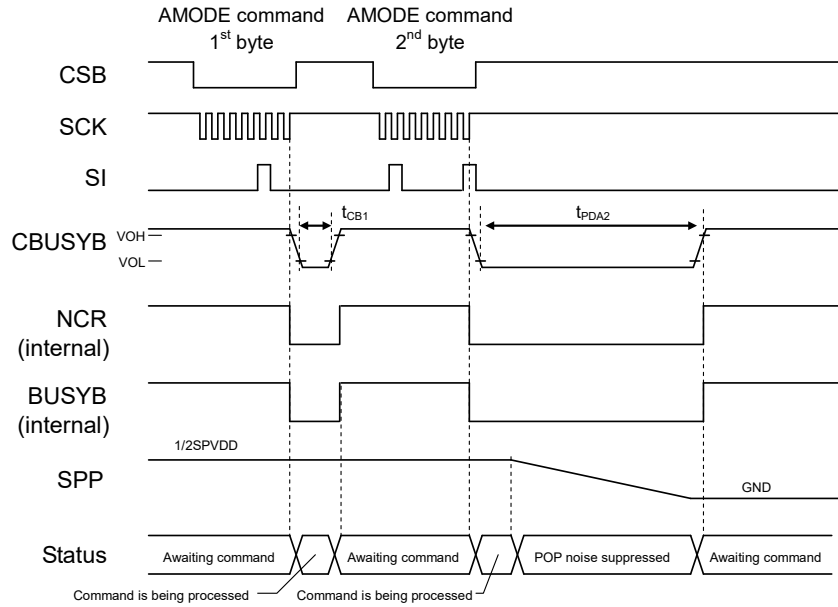 AMODE command
1st byte
AMODE command
2nd byte
CSB
SCK
SI
tCB1
tPDA2
CBUSYB
VOH
VOL
NCR
(internal)
BUSYB
(internal)
1/2SPVDD
SPP
GND
Status
Awaiting command
Awaiting command
POP noise suppressed
Awaiting command
Command is being processed
Command is being processed